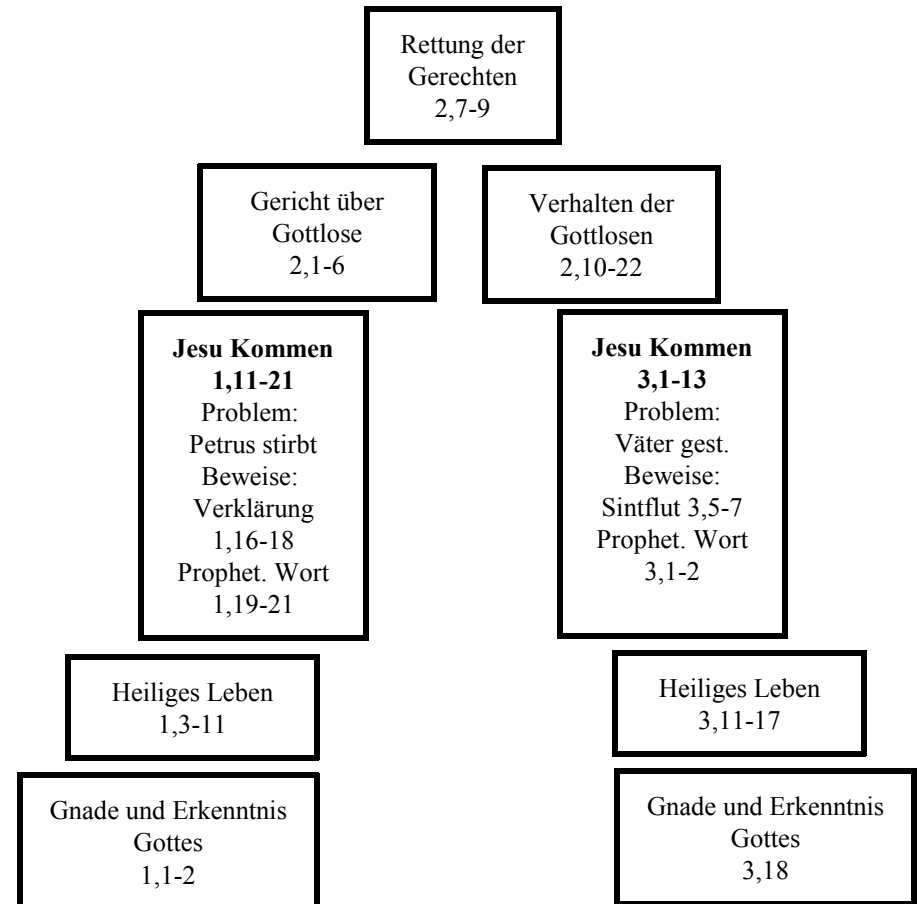 Rettung der
Gerechten
2,7-9
Gericht über
Gottlose
2,1-6
Verhalten der
Gottlosen
2,10-22
Jesu Kommen
1,11-21
Problem:
Petrus stirbt
Beweise:
Verklärung
1,16-18
Prophet. Wort
1,19-21
Jesu Kommen
3,1-13
Problem:
Väter gest.
Beweise:
Sintflut 3,5-7
Prophet. Wort
3,1-2
Heiliges Leben
1,3-11
Heiliges Leben
3,11-17
Gnade und Erkenntnis
Gottes
1,1-2
Gnade und Erkenntnis
Gottes
3,18